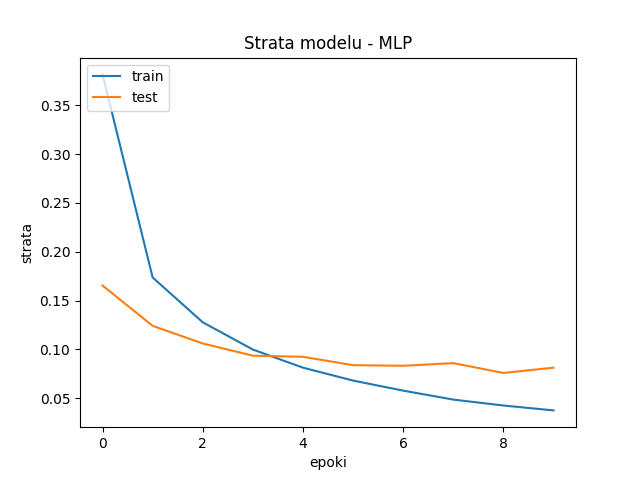 Strata modelu - MLP
train
test
strata
0.35
0.30
0.25
0.20
0.15
0.10
0.05
0 2 4 6 8
epoki